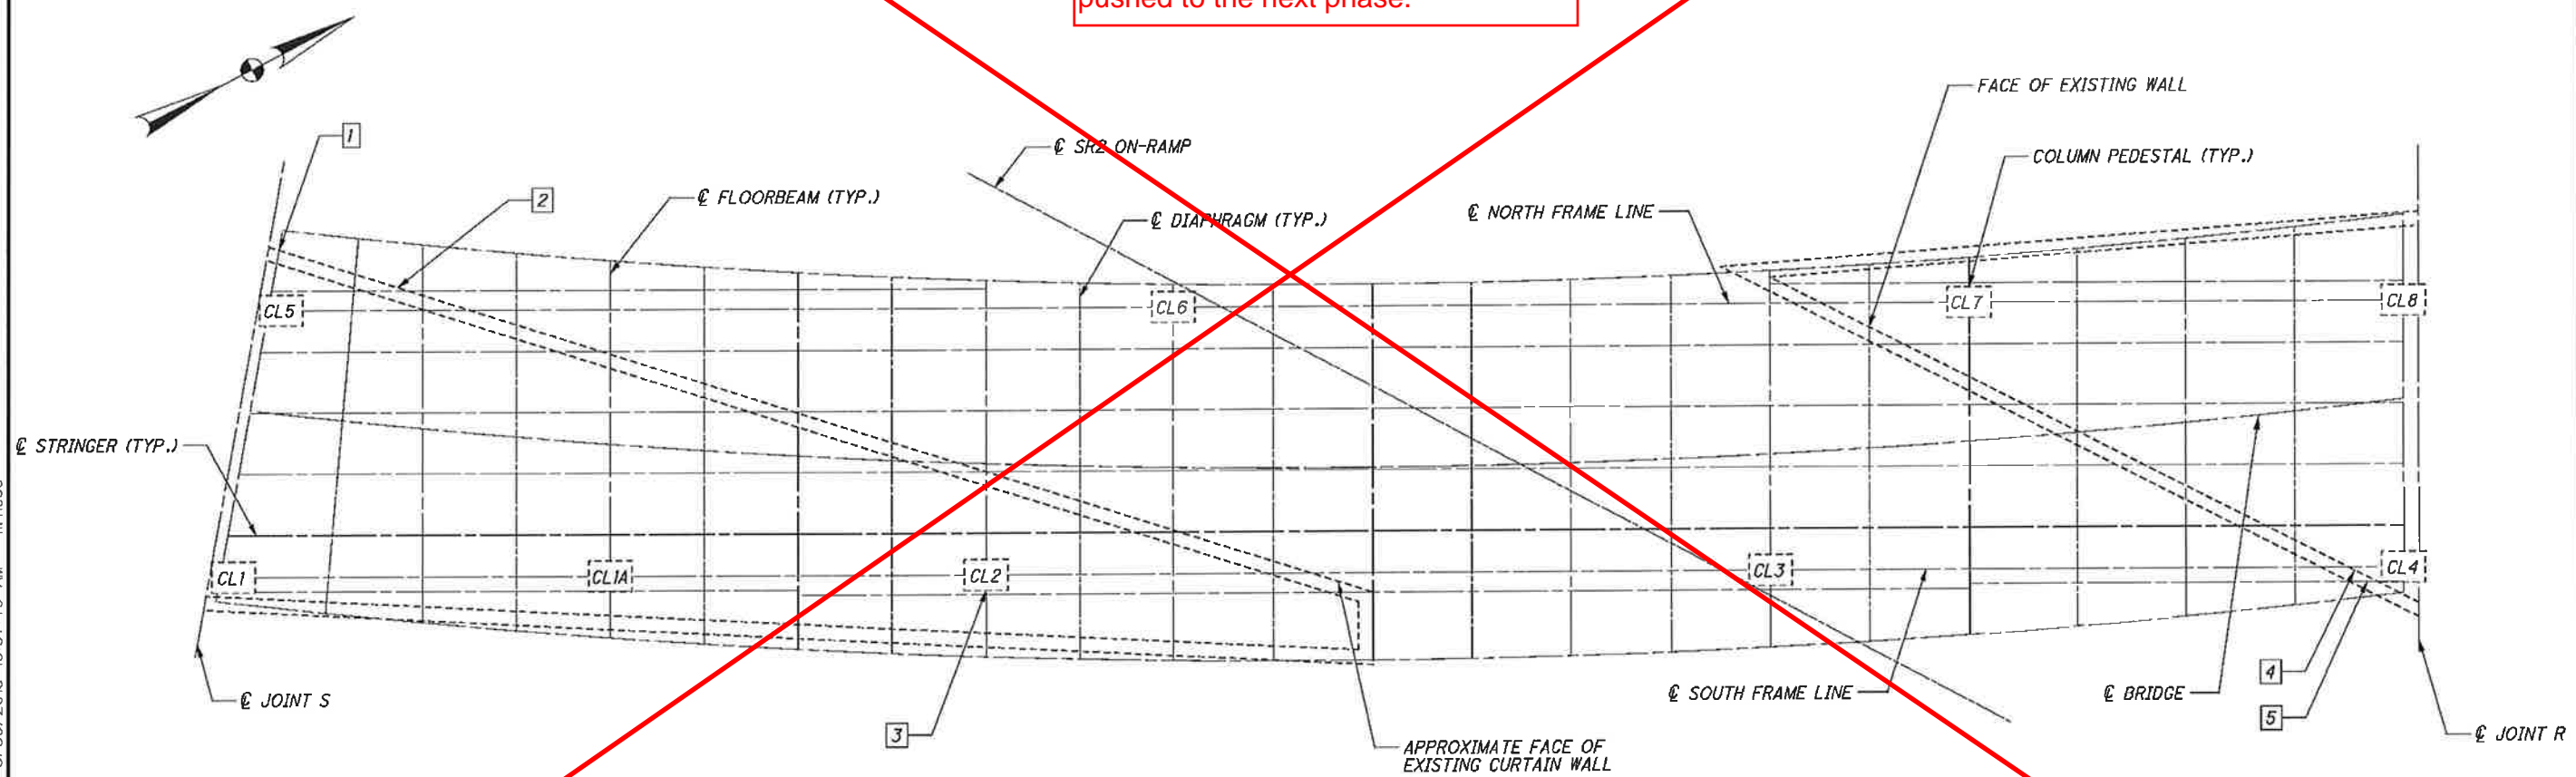 pushed to the next phase.
1
2
℄ FLOORBEAM (TYP.)
℄ SR2 ON-RAMP
℄ DIAPHRAGM (TYP.)
℄ NORTH FRAME LINE
FACE OF EXISTING WALL
COLUMN PEDESTAL (TYP.)
CL5
CL6
CL7
CL8
℄ STRINGER (TYP.)
CL1
CL1A
CL2
CL3
CL4
℄ JOINT S
3
APPROXIMATE FACE OF
EXISTING CURTAIN WALL
℄ SOUTH FRAME LINE
℄ BRIDGE
4
5
℄ JOINT R